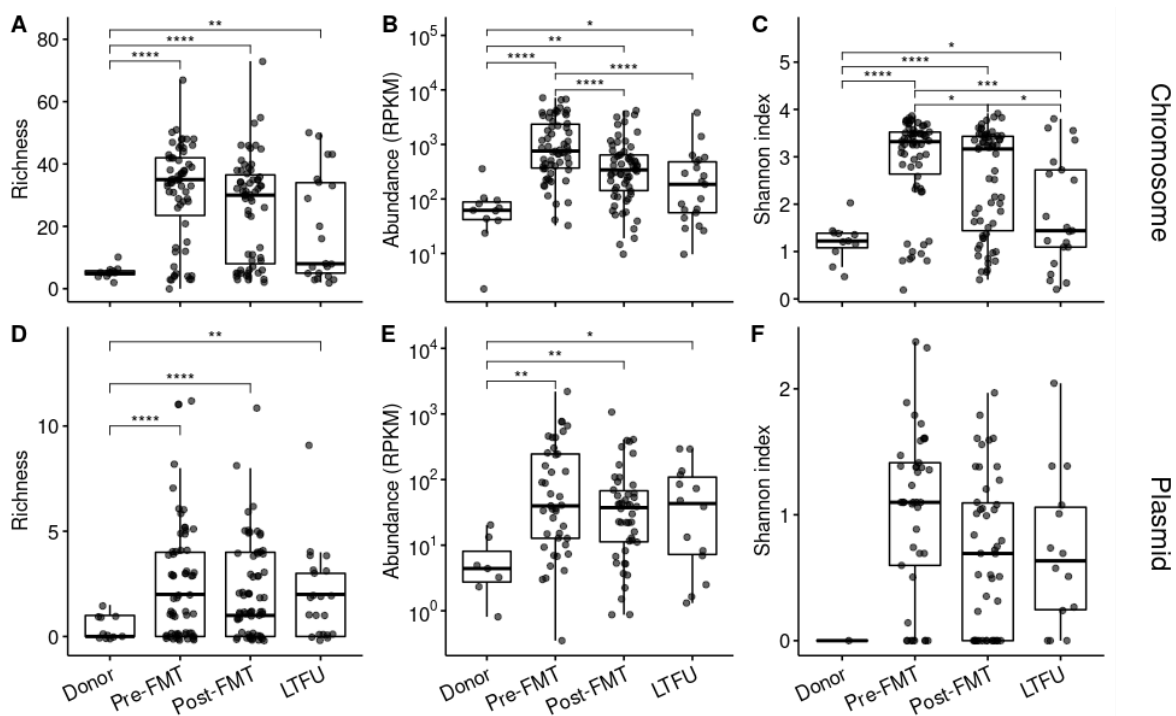 A
80
60
40
20
0
Richness
**
****
****
B
10^5
10^4
10^3
10^2
10^1
Abundance (RPKM)
*
**
****
****
****
C
5
4
3
2
1
0
Shannon index
*
****
****
***
*
*
Chromosome
D
10
5
0
Richness
**
****
****
Donor
Pre-FMT
Post-FMT
LTFU
E
10^4
10^3
10^2
10^1
10^0
Abundance (RPKM)
*
**
**
Donor
Pre-FMT
Post-FMT
LTFU
F
2
1
0
Shannon index
Donor
Pre-FMT
Post-FMT
LTFU
Plasmid